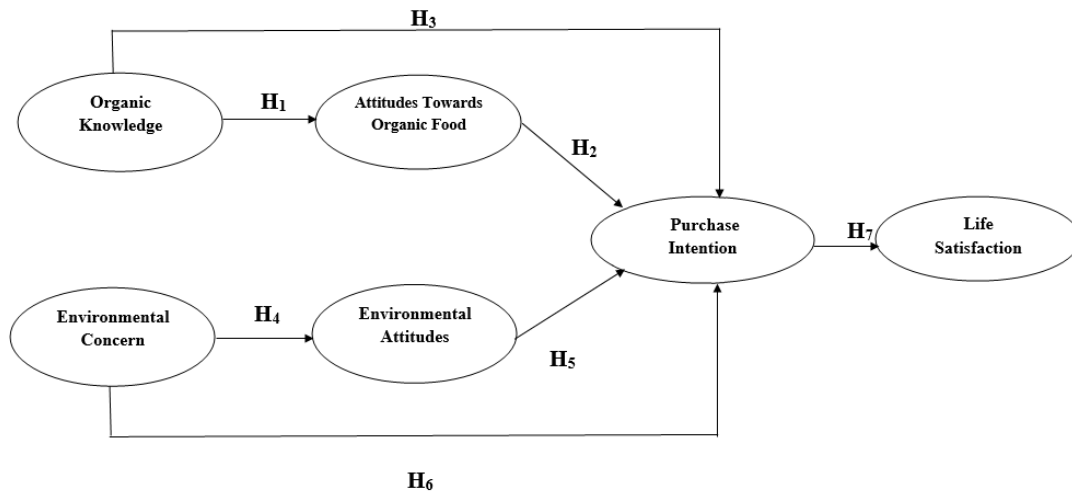 H₃
Organic
Knowledge
H₁
Attitudes Towards
Organic Food
H₂
Purchase
Intention
H₇
Life
Satisfaction
Environmental
Concern
H₄
Environmental
Attitudes
H₅
H₆